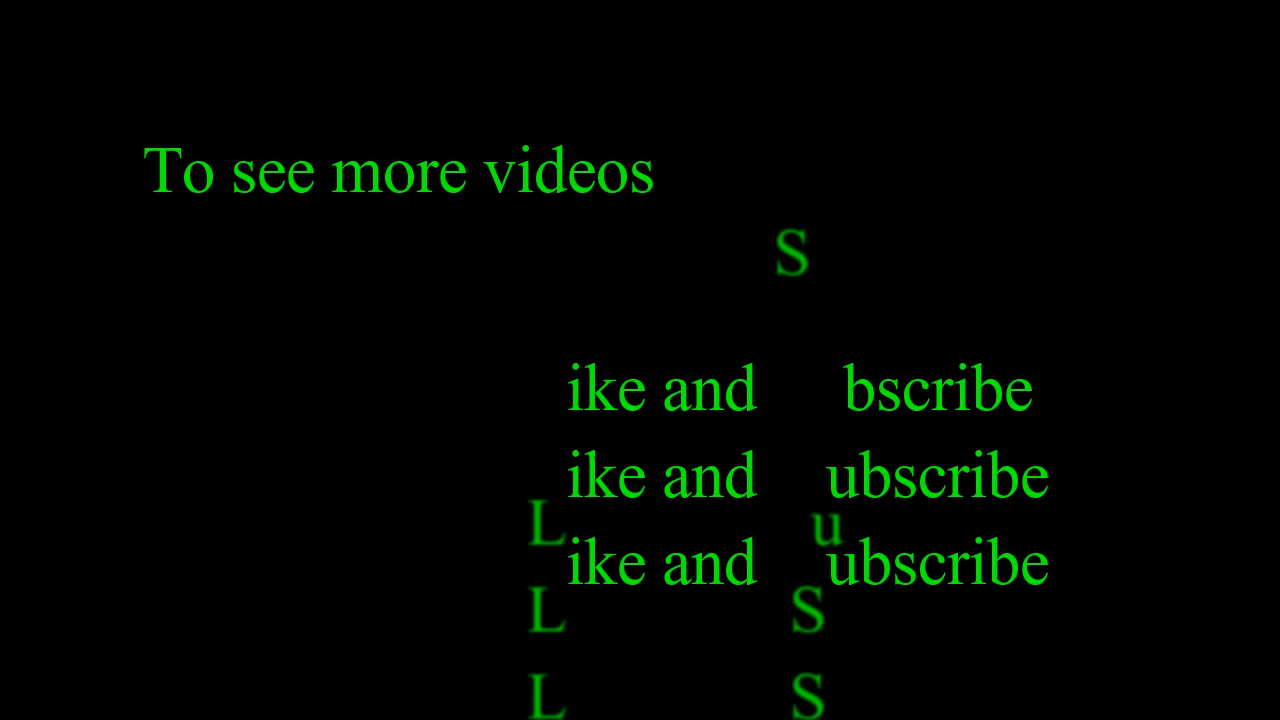 To see more videos
S
ike and bscribe
ike and ubscribe
L u
ike and ubscribe
L S
L S